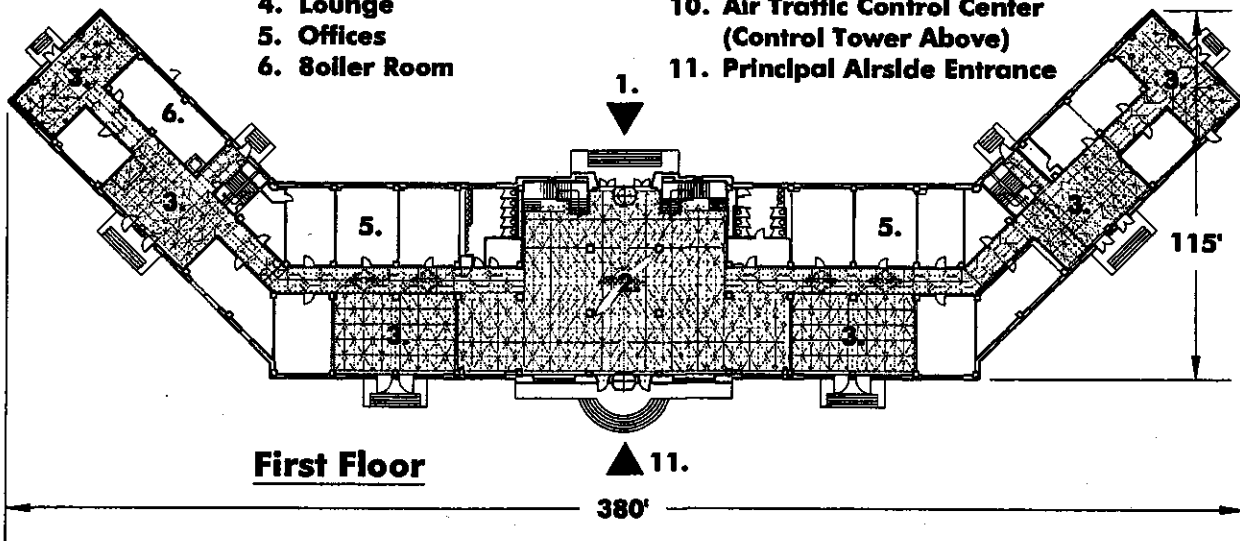 4. Lounge
5. Offices
6. Boiler Room
10. Air Traffic Control Center
(Control Tower Above)
11. Principal Airside Entrance
1.
3.
6.
3.
5.
2.
5.
3.
3.
3.
3.
115'
First Floor
11.
380'